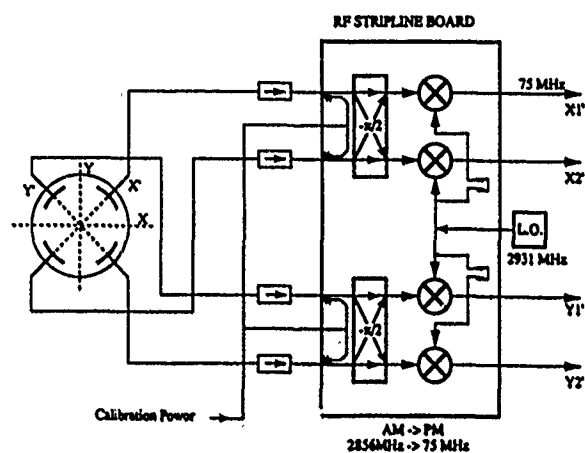 RF STRIPLINE BOARD
75 MHz
X1'
-π/2
X2'
Y
Y'
X'
X
L.O.
2931 MHz
Y1'
-π/2
Y2'
Calibration Power
AM -> PM
2856MHz -> 75 MHz